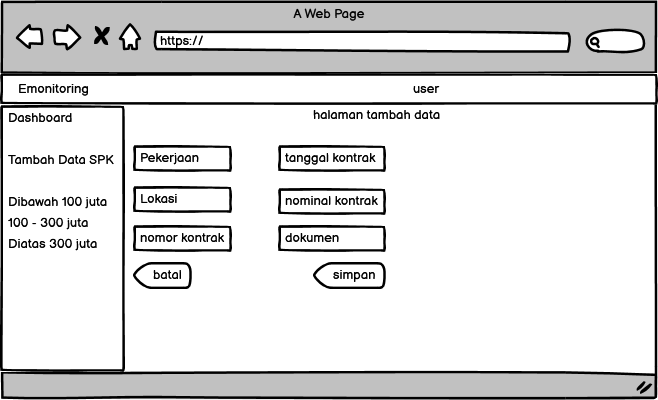 A Web Page
https://
Emonitoring
user
Dashboard
halaman tambah data
Tambah Data SPK
Pekerjaan
tanggal kontrak
Dibawah 100 juta
Lokasi
nominal kontrak
100 - 300 juta
Diatas 300 juta
nomor kontrak
dokumen
batal
simpan